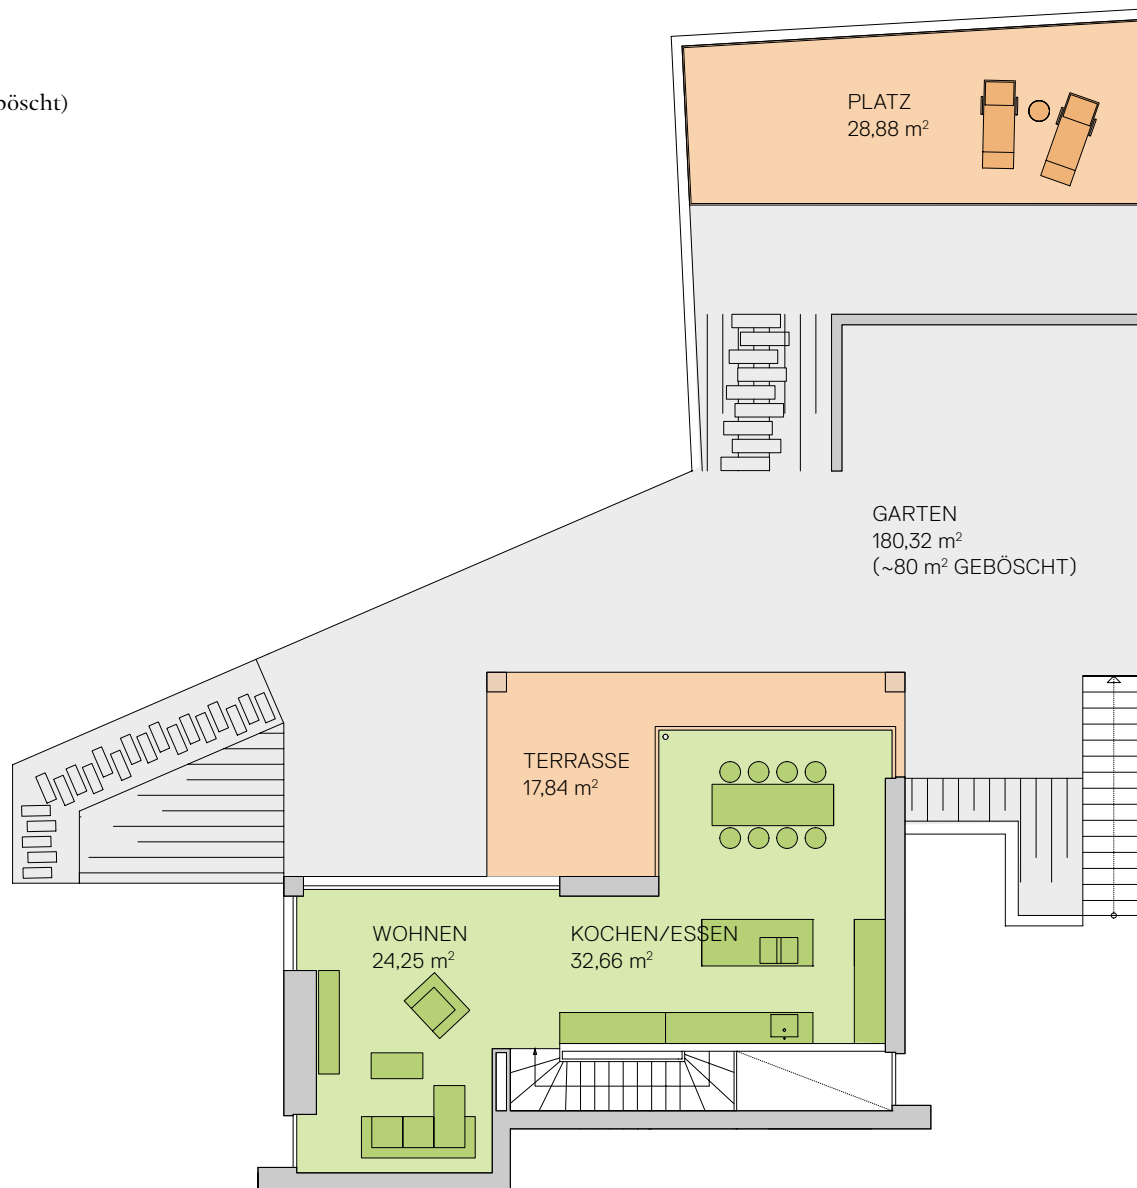 böscht)
PLATZ
28,88 m²
GARTEN
180,32 m²
(~80 m² GEBÖSCHT)
TERRASSE
17,84 m²
WOHNEN
24,25 m²
KOCHEN/ESSEN
32,66 m²